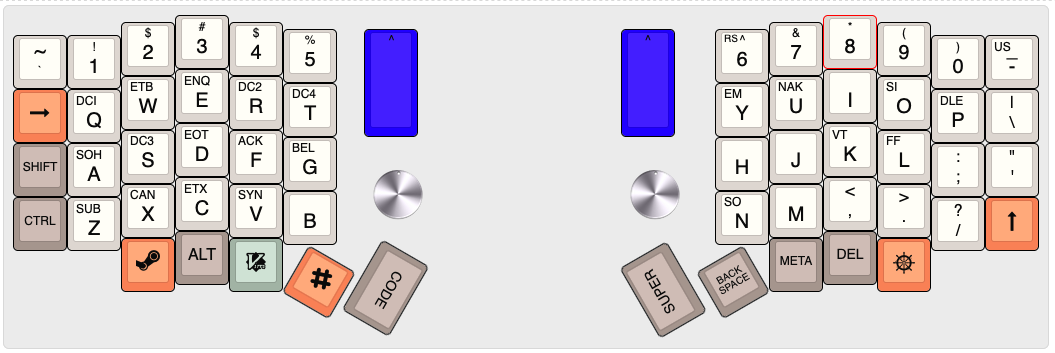 ~
`
!
1
$
2
#
3
$
4
%
5
^
^
RS ^
6
&
7
*
8
(
9
)
0
US
_
-
→
DCI
Q
ETB
W
ENQ
E
DC2
R
DC4
T
EM
Y
NAK
U
I
SI
O
DLE
P
|
\
SHIFT
SOH
A
DC3
S
EOT
D
ACK
F
BEL
G
H
J
VT
K
FF
L
:
;
"
'
CTRL
SUB
Z
CAN
X
ETX
C
SYN
V
B
SO
N
M
<
,
>
.
?
/
↑
ALT
#
CODE
SUPER
BACK
SPACE
META
DEL